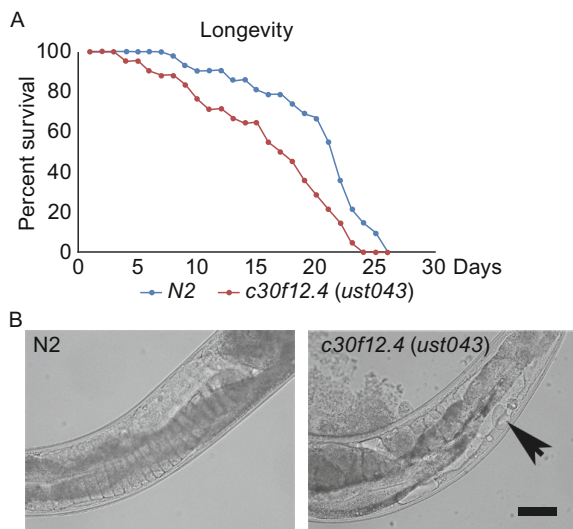 A
Longevity
Percent survival
100
80
60
40
20
0
0 5 10 15 20 25 30 Days
N2 c30f12.4 (ust043)
B
N2 c30f12.4 (ust043)